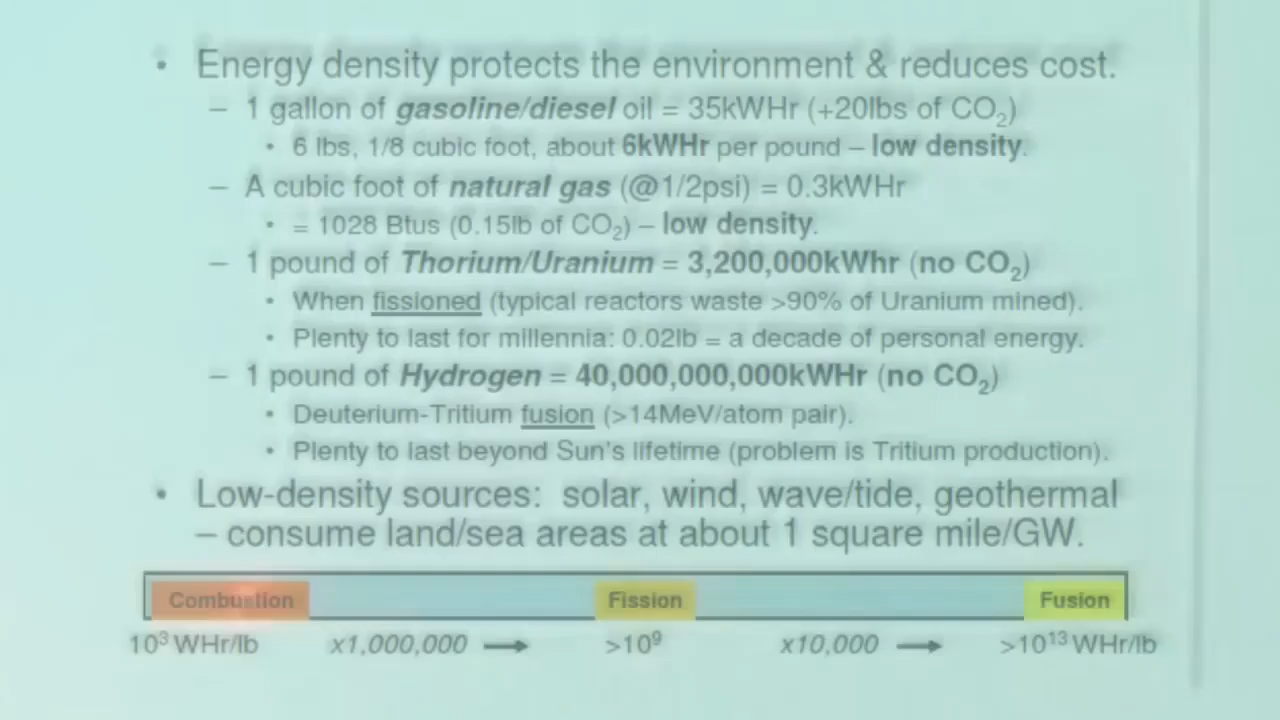 • Energy density protects the environment & reduces cost.
– 1 gallon of gasoline/diesel oil = 35kWHr (+20lbs of CO₂)
• 6 lbs, 1/8 cubic foot, about 6kWHr per pound – low density.
– A cubic foot of natural gas (@1/2psi) = 0.3kWHr
• = 1028 Btus (0.15lb of CO₂) – low density.
– 1 pound of Thorium/Uranium = 3,200,000kWhr (no CO₂)
• When fissioned (typical reactors waste >90% of Uranium mined).
• Plenty to last for millennia: 0.02lb = a decade of personal energy.
– 1 pound of Hydrogen = 40,000,000,000kWHr (no CO₂)
• Deuterium-Tritium fusion (>14MeV/atom pair).
• Plenty to last beyond Sun's lifetime (problem is Tritium production).
• Low-density sources: solar, wind, wave/tide, geothermal
– consume land/sea areas at about 1 square mile/GW.
Combustion Fission Fusion
10³ WHr/lb x1,000,000 → >10⁹ x10,000 → >10¹³ WHr/lb